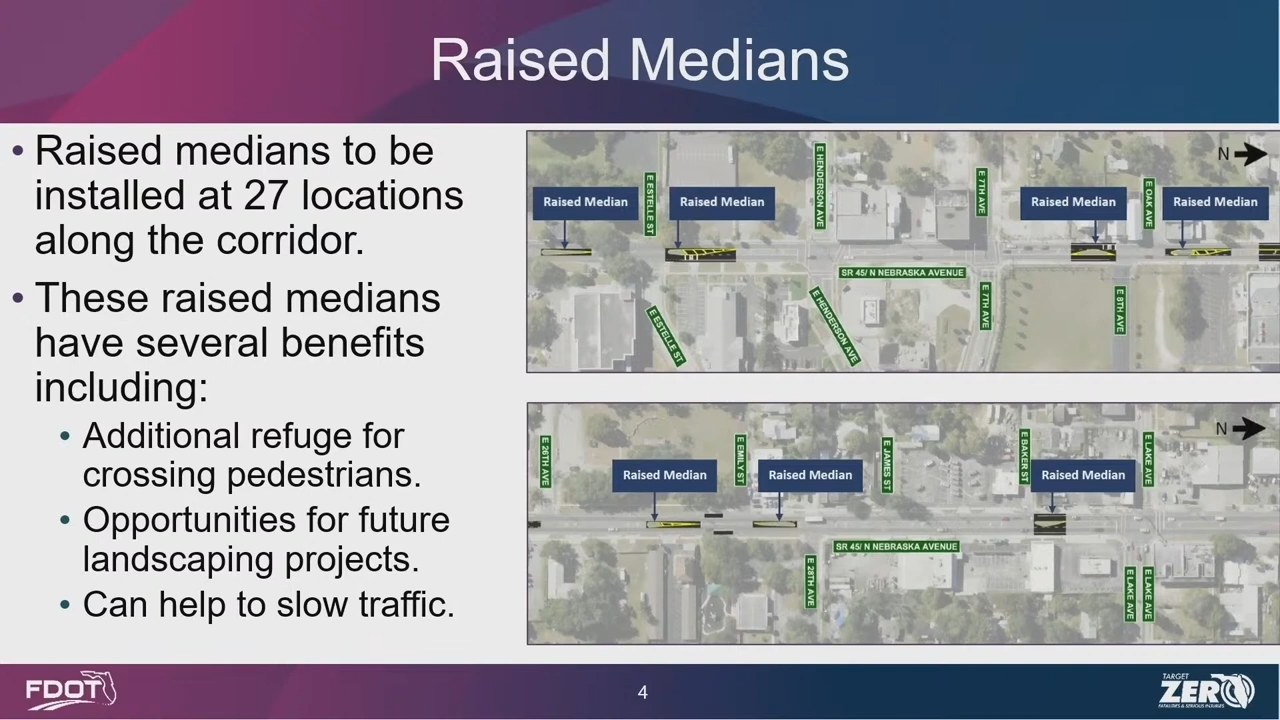 Raised Medians
• Raised medians to be
installed at 27 locations
along the corridor.
• These raised medians
have several benefits
including:
• Additional refuge for
crossing pedestrians.
• Opportunities for future
landscaping projects.
• Can help to slow traffic.
N
E ESTELLE ST
E HENDERSON AVE
E 7TH AVE
E OAK AVE
Raised Median
Raised Median
Raised Median
Raised Median
SR 45/ N NEBRASKA AVENUE
E ESTELLE ST
E HENDERSON AVE
E 7TH AVE
E 8TH AVE
N
E 26TH AVE
E EMILY ST
E JAMES ST
E BAKER ST
E LAKE AVE
Raised Median
Raised Median
Raised Median
SR 45/ N NEBRASKA AVENUE
E 28TH AVE
E LAKE AVE
E LAKE AVE
FDOT
4
TARGET
ZERO
FATALITIES & SERIOUS INJURIES